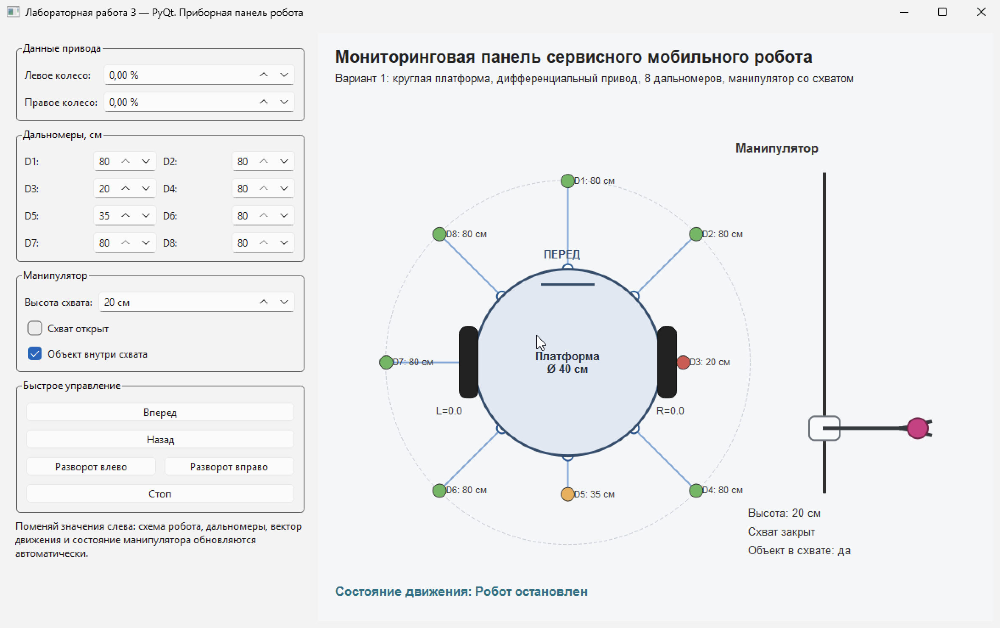 Лабораторная работа 3 — PyQt. Приборная панель робота
Данные привода
Левое колесо: 0,00 %
Правое колесо: 0,00 %
Дальномеры, см
D1: 80 D2: 80
D3: 20 D4: 80
D5: 35 D6: 80
D7: 80 D8: 80
Манипулятор
Высота схвата: 20 см
Схват открыт
Объект внутри схвата
Быстрое управление
Вперед
Назад
Разворот влево Разворот вправо
Стоп
Поменяй значения слева: схема робота, дальномеры, вектор
движения и состояние манипулятора обновляются
автоматически.
Мониторинговая панель сервисного мобильного робота
Вариант 1: круглая платформа, дифференциальный привод, 8 дальномеров, манипулятор со схватом
Манипулятор
D1: 80 см
D8: 80 см
D2: 80 см
ПЕРЕД
Платформа
Ø 40 см
D7: 80 см
D3: 20 см
L=0.0
R=0.0
D6: 80 см
D5: 35 см
D4: 80 см
Высота: 20 см
Схват закрыт
Объект в схвате: да
Состояние движения: Робот остановлен